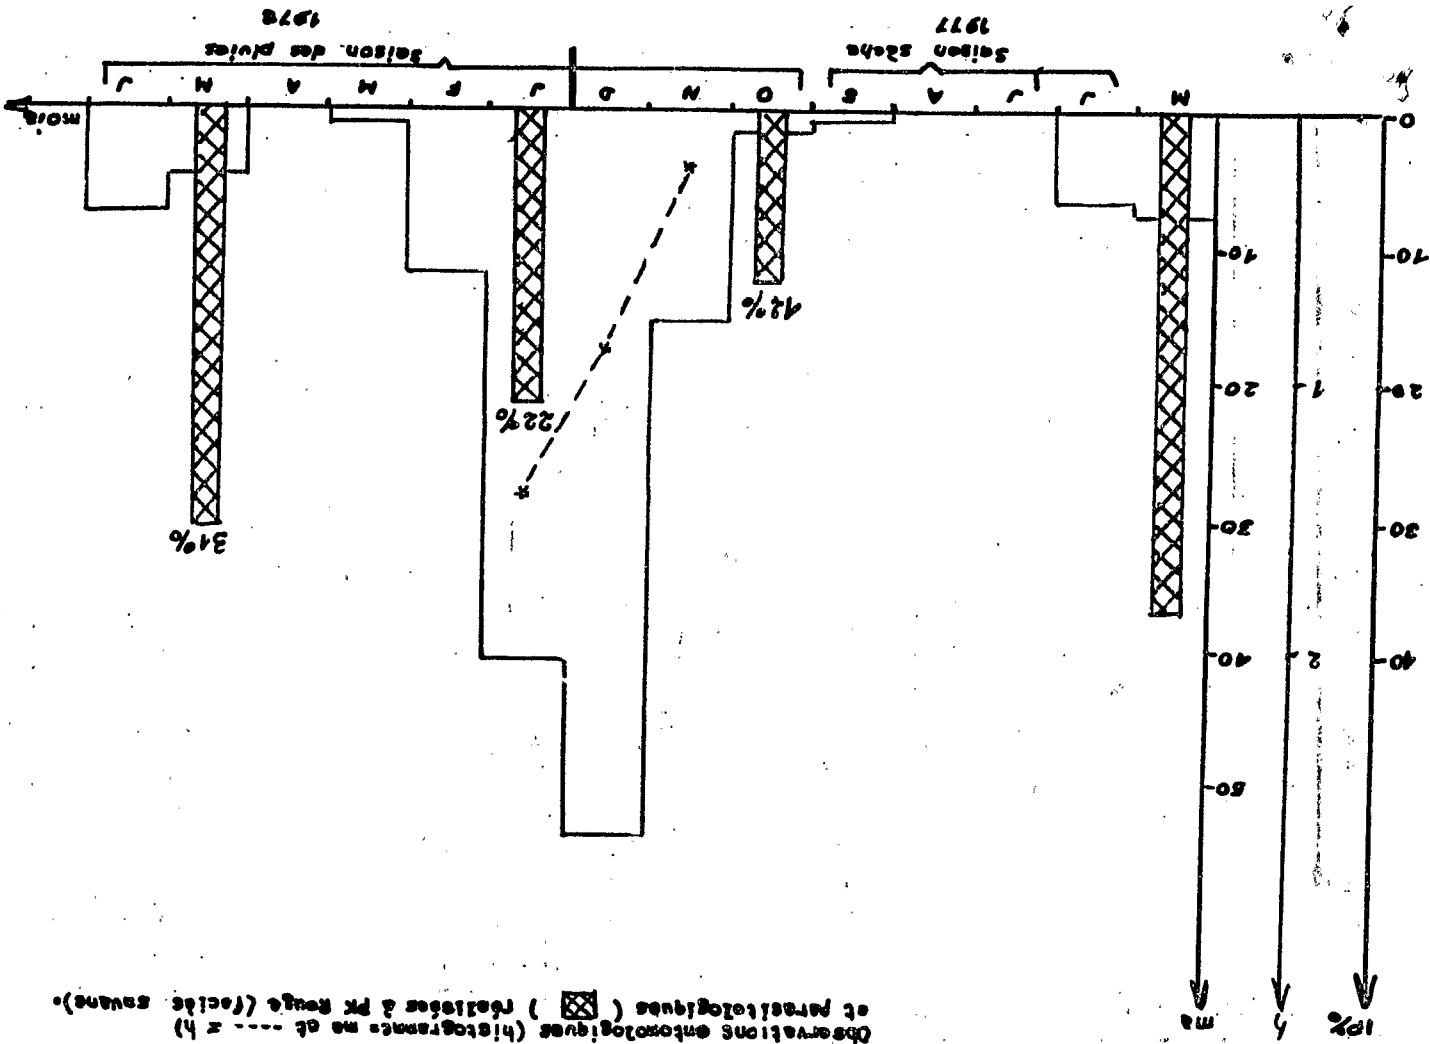 Observations entomologiques (histogramme= ma et ---- = h)
et parasitologiques ( ) réalisées à PK Rouge (faciès savane).
IP% h ma
50
40 2 40
30 30
20 1 20
10 10
0
31%
22%
12%
M J J A S O N D J F M A M J mois
Saison sèche Saison des pluies
1977 1978